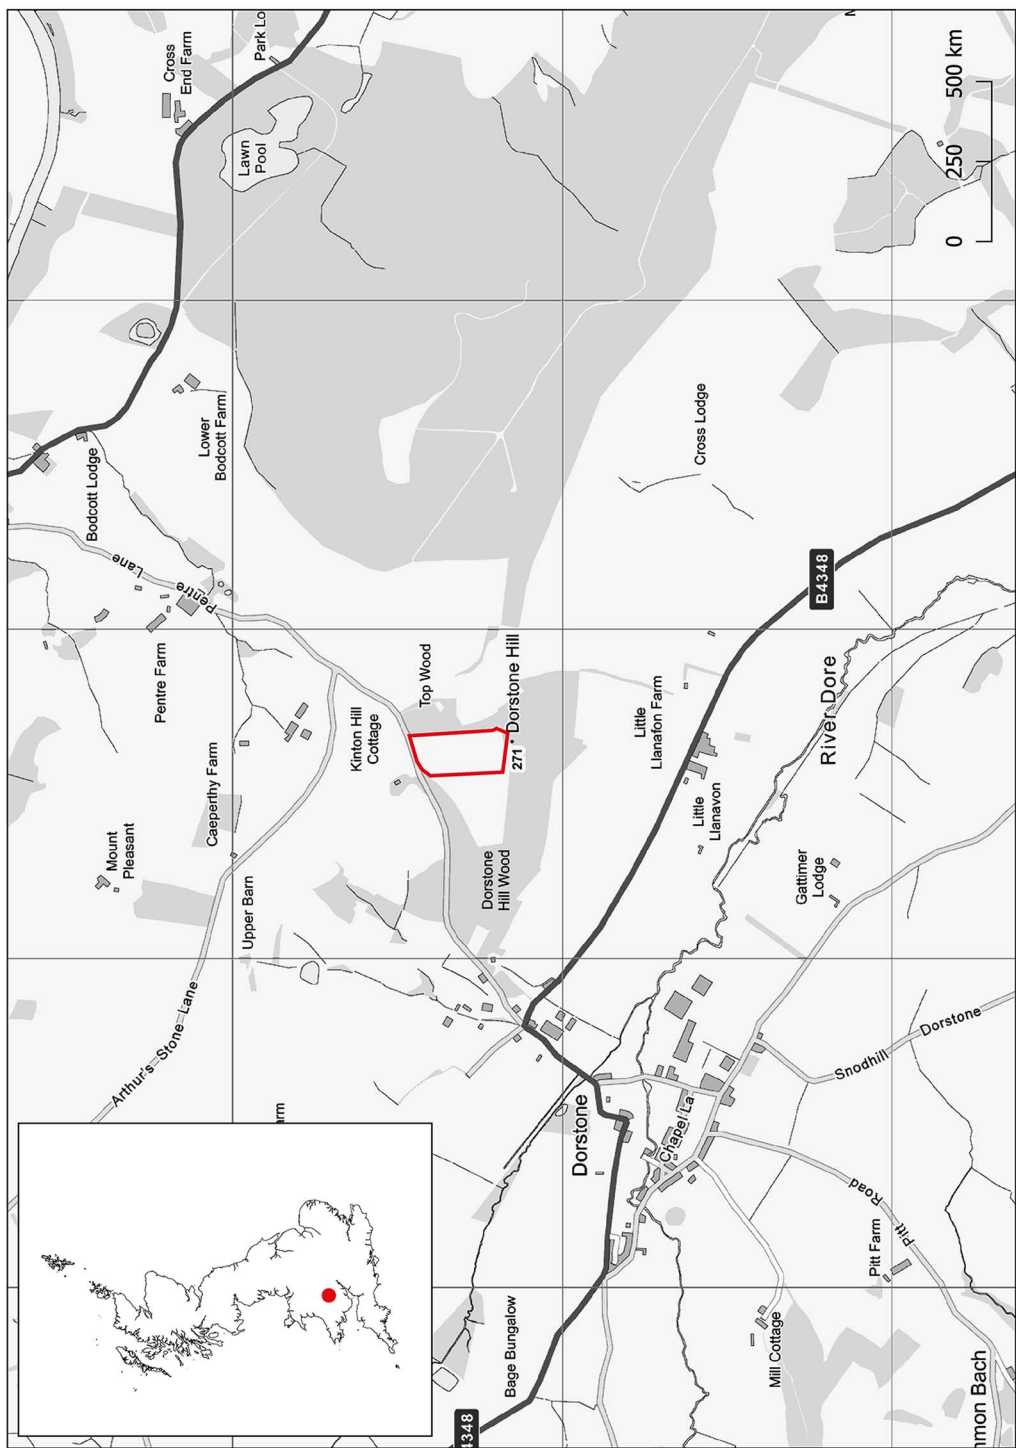 Cross
End Farm
Park Lo
Lawn
Pool
0 250 500 km
Bodcott Lodge
Lower
Bodcott Farm
Pentre Lane
Pentre Farm
Cross Lodge
B4348
Top Wood
Kinton Hill
Cottage
271 Dorstone Hill
Little
Llanafon Farm
River Dore
Caeperthy Farm
Mount
Pleasant
Little
Llanavon
Dorstone
Hill Wood
Gattimer
Lodge
Upper Barn
Arthur's Stone Lane
Snodhill Dorstone
arm
Dorstone
Chapel La
Pitt Road
Pitt Farm
Bage Bungalow
Mill Cottage
4348
mmon Bach